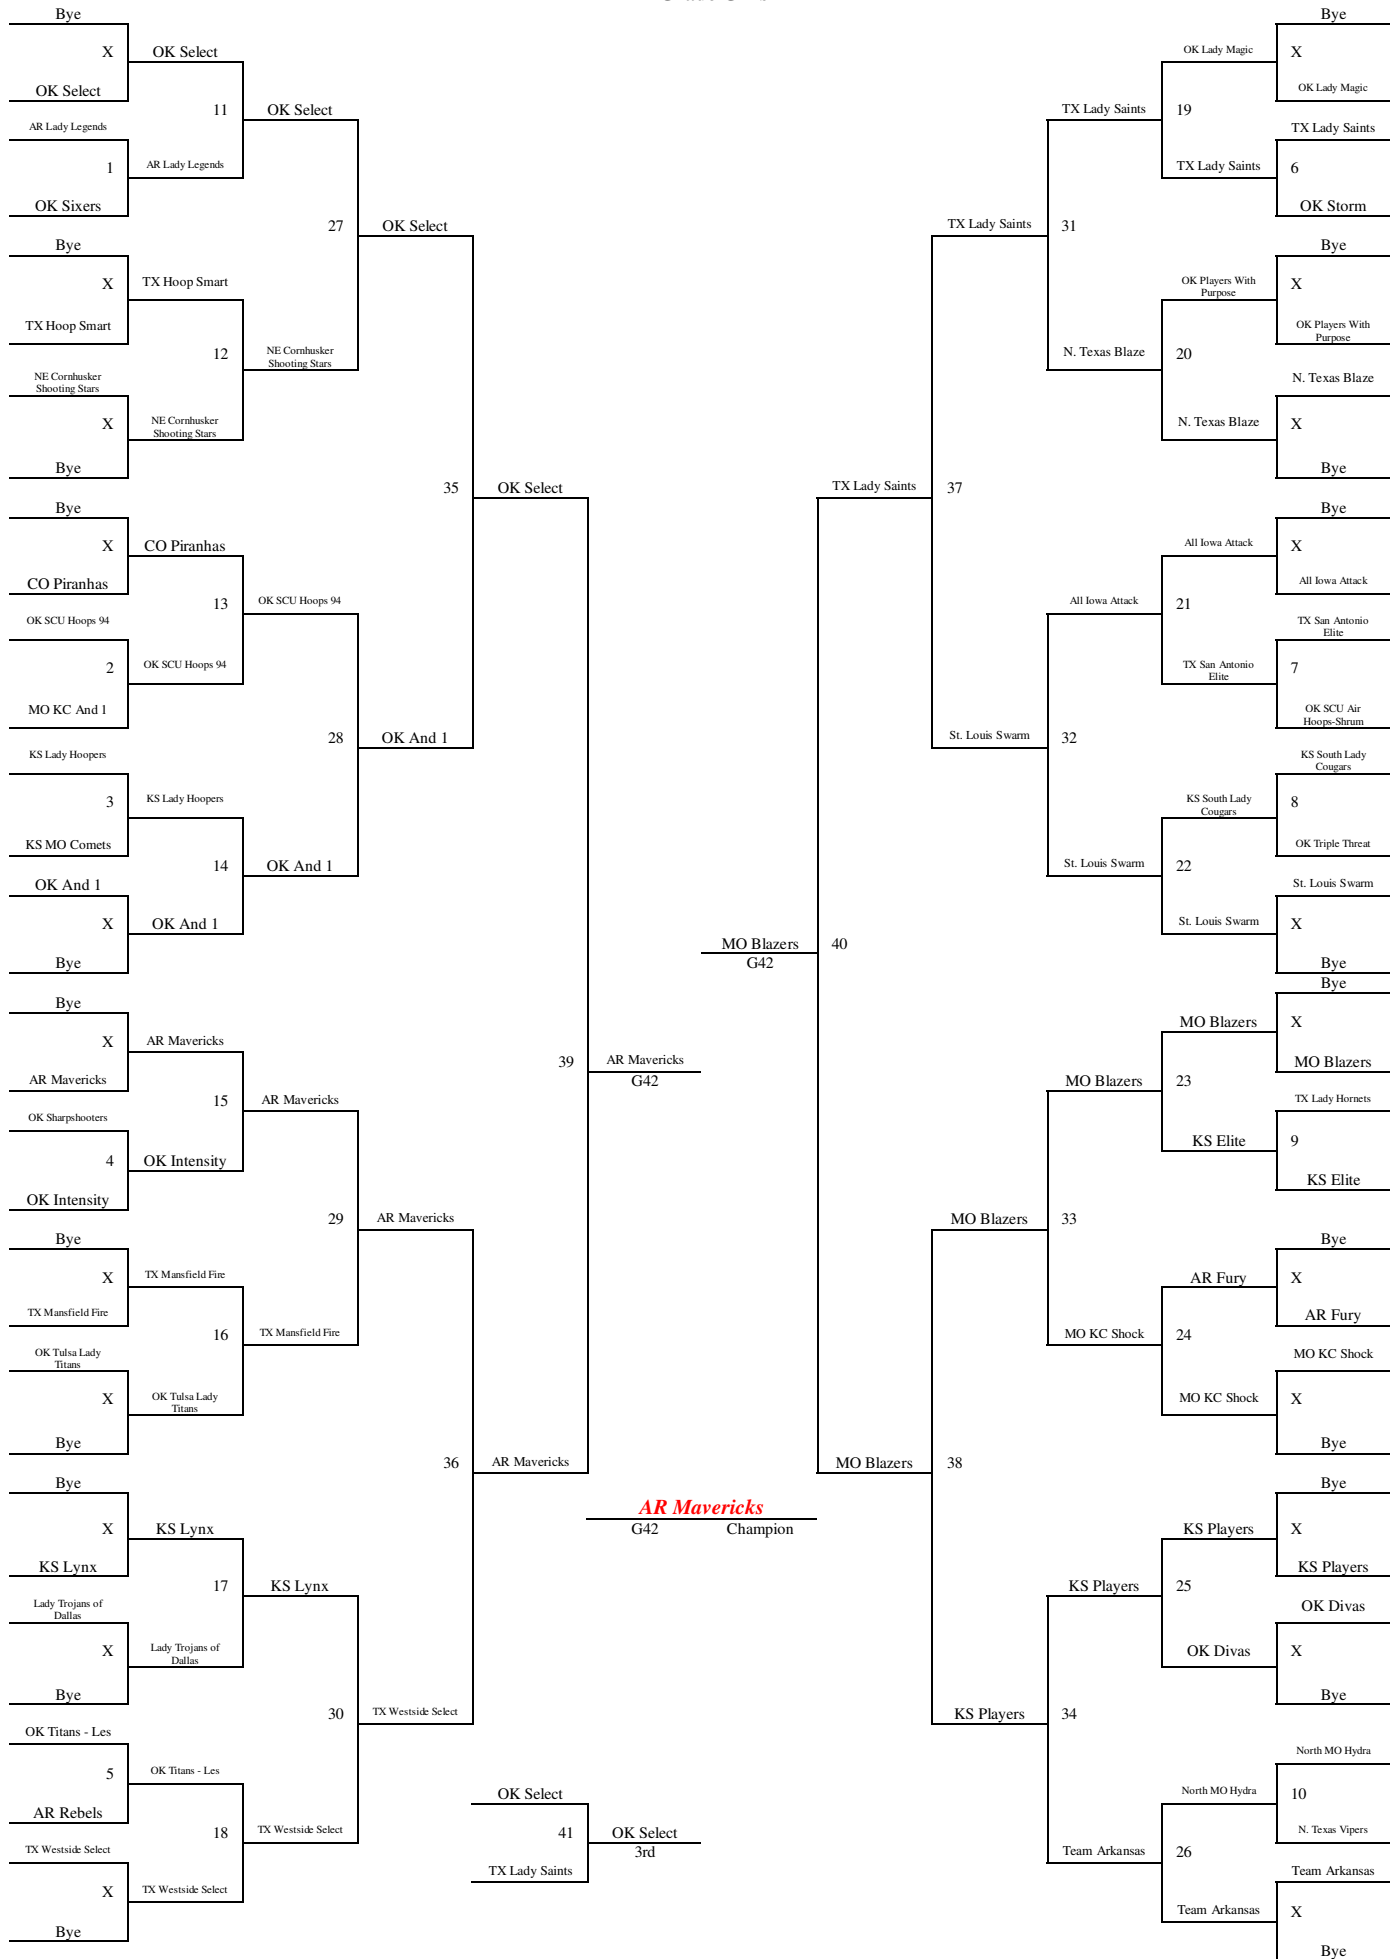 Bye
X
OK Select
OK Select
11
OK Select
AR Lady Legends
1
AR Lady Legends
OK Sixers
27
OK Select
Bye
X
TX Hoop Smart
TX Hoop Smart
12
NE Cornhusker
Shooting Stars
NE Cornhusker
Shooting Stars
X
NE Cornhusker
Shooting Stars
Bye
35
OK Select
Bye
X
CO Piranhas
CO Piranhas
13
OK SCU Hoops 94
OK SCU Hoops 94
2
OK SCU Hoops 94
MO KC And 1
28
OK And 1
KS Lady Hoopers
3
KS Lady Hoopers
KS MO Comets
14
OK And 1
OK And 1
X
OK And 1
Bye
Bye
X
AR Mavericks
AR Mavericks
39
AR Mavericks
G42
15
AR Mavericks
OK Sharpshooters
4
OK Intensity
OK Intensity
29
AR Mavericks
Bye
X
TX Mansfield Fire
TX Mansfield Fire
16
TX Mansfield Fire
OK Tulsa Lady
Titans
X
OK Tulsa Lady
Titans
Bye
36
AR Mavericks
Bye
X
KS Lynx
KS Lynx
17
KS Lynx
Lady Trojans of
Dallas
X
Lady Trojans of
Dallas
Bye
30
TX Westside Select
OK Titans - Les
5
OK Titans - Les
AR Rebels
18
TX Westside Select
TX Westside Select
X
TX Westside Select
Bye
AR Mavericks
G42 Champion
OK Select
41
OK Select
3rd
TX Lady Saints
Bye
OK Lady Magic
X
OK Lady Magic
TX Lady Saints
19
TX Lady Saints
TX Lady Saints
6
OK Storm
TX Lady Saints
31
Bye
OK Players With
Purpose
X
OK Players With
Purpose
N. Texas Blaze
20
N. Texas Blaze
N. Texas Blaze
X
Bye
TX Lady Saints
37
Bye
All Iowa Attack
X
All Iowa Attack
All Iowa Attack
21
TX San Antonio
Elite
TX San Antonio
Elite
7
OK SCU Air
Hoops-Shrum
St. Louis Swarm
32
KS South Lady
Cougars
KS South Lady
Cougars
8
OK Triple Threat
St. Louis Swarm
22
St. Louis Swarm
St. Louis Swarm
X
Bye
MO Blazers
G42
40
Bye
MO Blazers
X
MO Blazers
MO Blazers
23
TX Lady Hornets
KS Elite
9
KS Elite
MO Blazers
33
Bye
AR Fury
X
AR Fury
MO KC Shock
24
MO KC Shock
MO KC Shock
X
Bye
MO Blazers
38
Bye
KS Players
X
KS Players
KS Players
25
OK Divas
OK Divas
X
Bye
KS Players
34
North MO Hydra
North MO Hydra
10
N. Texas Vipers
Team Arkansas
26
Team Arkansas
Team Arkansas
X
Bye